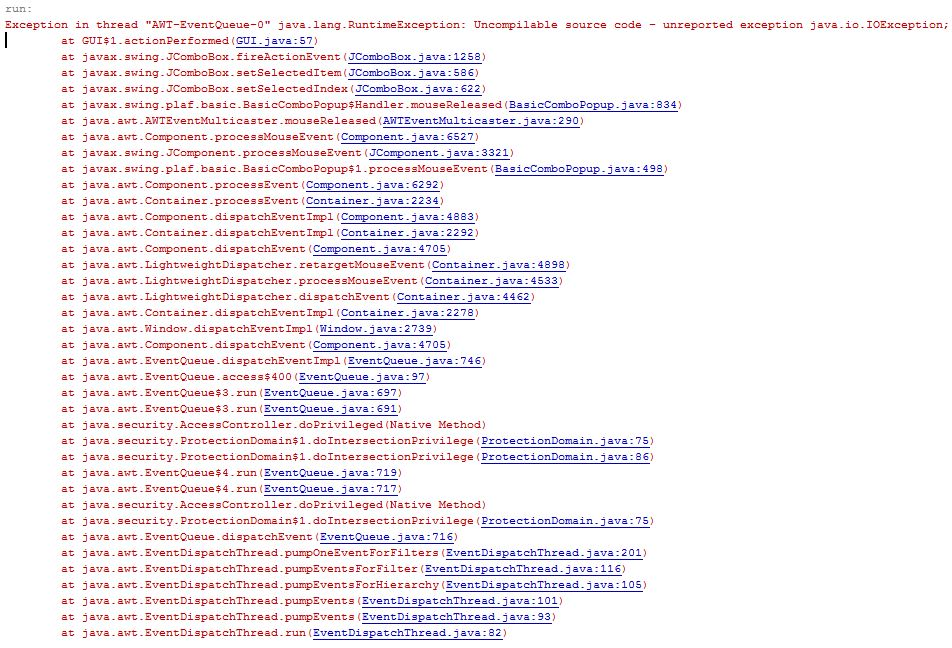 run:
Exception in thread "AWT-EventQueue-0" java.lang.RuntimeException: Uncompilable source code - unreported exception java.io.IOException;
at GUI$1.actionPerformed(GUI.java:57)
at javax.swing.JComboBox.fireActionEvent(JComboBox.java:1258)
at javax.swing.JComboBox.setSelectedItem(JComboBox.java:586)
at javax.swing.JComboBox.setSelectedIndex(JComboBox.java:622)
at javax.swing.plaf.basic.BasicComboPopup$Handler.mouseReleased(BasicComboPopup.java:834)
at java.awt.AWTEventMulticaster.mouseReleased(AWTEventMulticaster.java:290)
at java.awt.Component.processMouseEvent(Component.java:6527)
at javax.swing.JComponent.processMouseEvent(JComponent.java:3321)
at javax.swing.plaf.basic.BasicComboPopup$1.processMouseEvent(BasicComboPopup.java:498)
at java.awt.Component.processEvent(Component.java:6292)
at java.awt.Container.processEvent(Container.java:2234)
at java.awt.Component.dispatchEventImpl(Component.java:4883)
at java.awt.Container.dispatchEventImpl(Container.java:2292)
at java.awt.Component.dispatchEvent(Component.java:4705)
at java.awt.LightweightDispatcher.retargetMouseEvent(Container.java:4898)
at java.awt.LightweightDispatcher.processMouseEvent(Container.java:4533)
at java.awt.LightweightDispatcher.dispatchEvent(Container.java:4462)
at java.awt.Container.dispatchEventImpl(Container.java:2278)
at java.awt.Window.dispatchEventImpl(Window.java:2739)
at java.awt.Component.dispatchEvent(Component.java:4705)
at java.awt.EventQueue.dispatchEventImpl(EventQueue.java:746)
at java.awt.EventQueue.access$400(EventQueue.java:97)
at java.awt.EventQueue$3.run(EventQueue.java:697)
at java.awt.EventQueue$3.run(EventQueue.java:691)
at java.security.AccessController.doPrivileged(Native Method)
at java.security.ProtectionDomain$1.doIntersectionPrivilege(ProtectionDomain.java:75)
at java.security.ProtectionDomain$1.doIntersectionPrivilege(ProtectionDomain.java:86)
at java.awt.EventQueue$4.run(EventQueue.java:719)
at java.awt.EventQueue$4.run(EventQueue.java:717)
at java.security.AccessController.doPrivileged(Native Method)
at java.security.ProtectionDomain$1.doIntersectionPrivilege(ProtectionDomain.java:75)
at java.awt.EventQueue.dispatchEvent(EventQueue.java:716)
at java.awt.EventDispatchThread.pumpOneEventForFilters(EventDispatchThread.java:201)
at java.awt.EventDispatchThread.pumpEventsForFilter(EventDispatchThread.java:116)
at java.awt.EventDispatchThread.pumpEventsForHierarchy(EventDispatchThread.java:105)
at java.awt.EventDispatchThread.pumpEvents(EventDispatchThread.java:101)
at java.awt.EventDispatchThread.pumpEvents(EventDispatchThread.java:93)
at java.awt.EventDispatchThread.run(EventDispatchThread.java:82)